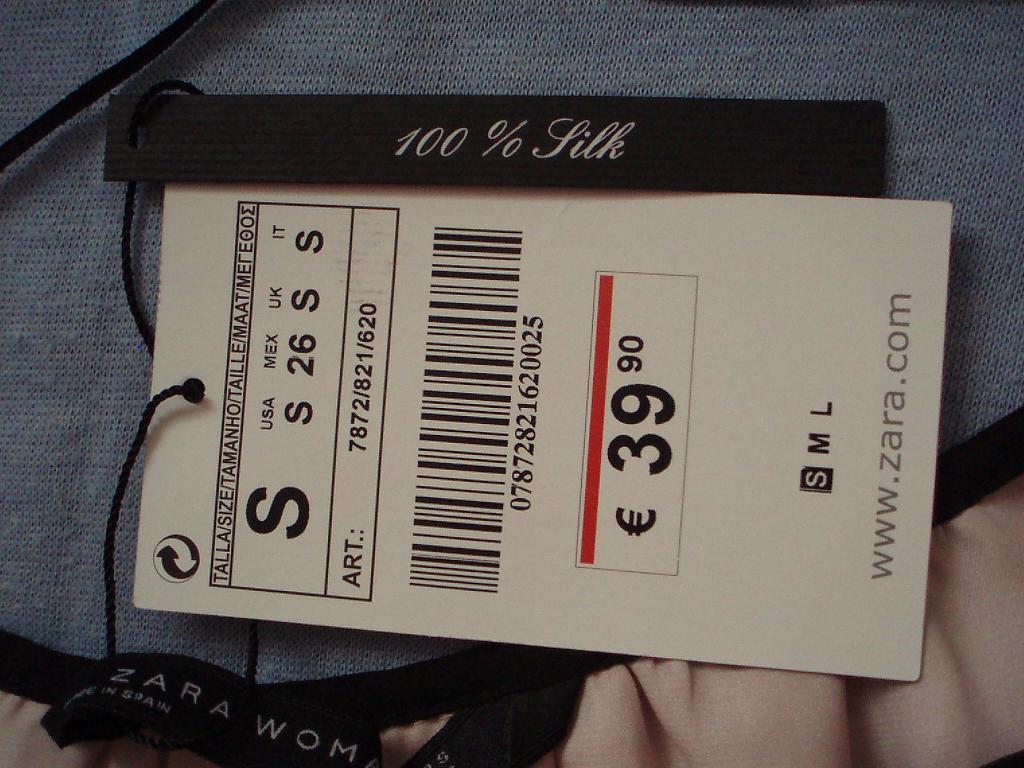 100 % Silk
TALLA/SIZE/TAMANHO/TAILLE/MAAT/ΜΕΓΕΘΟΣ
S
USA MEX UK IT
S 26 S S
ART.: 7872/821/620
07872821620025
€ 39 90
S M L
www.zara.com
ZARA WOMA
IN SPAIN